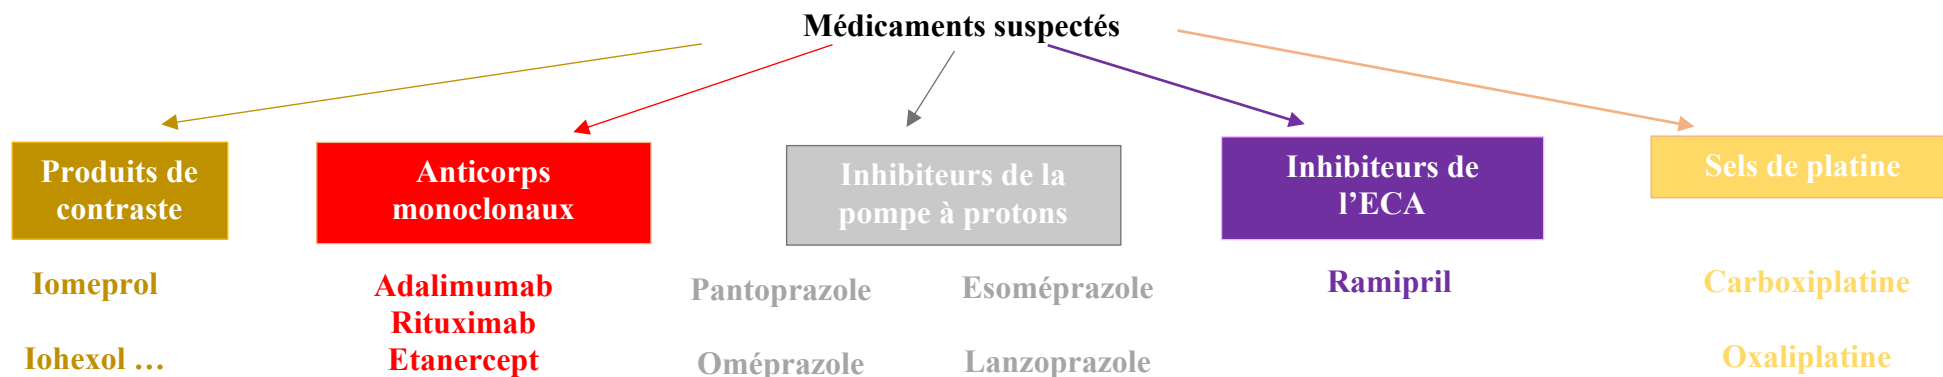 Médicaments suspectés
Produits de
contraste
Anticorps
monoclonaux
Inhibiteurs de la
pompe à protons
Inhibiteurs de
l’ECA
Sels de platine
Iomeprol
Iohexol …
Adalimumab
Rituximab
Etanercept
Pantoprazole
Esoméprazole
Oméprazole
Lanzoprazole
Ramipril
Carboxiplatine
Oxaliplatine